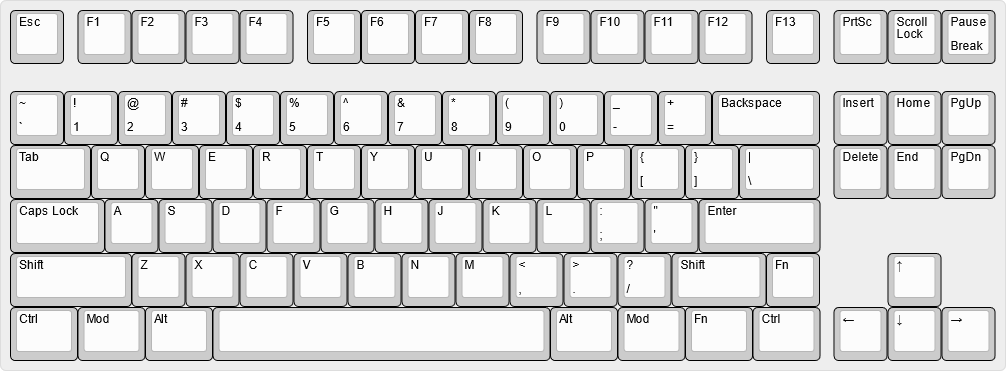 Esc F1 F2 F3 F4 F5 F6 F7 F8 F9 F10 F11 F12 F13 PrtSc Scroll Lock Pause Break
~ ` ! 1 @ 2 # 3 $ 4 % 5 ^ 6 & 7 * 8 ( 9 ) 0 _ - + = Backspace Insert Home PgUp
Tab Q W E R T Y U I O P { [ } ] | \ Delete End PgDn
Caps Lock A S D F G H J K L : ; " ' Enter
Shift Z X C V B N M < , > . ? / Shift Fn ↑
Ctrl Mod Alt Alt Mod Fn Ctrl ← ↓ →